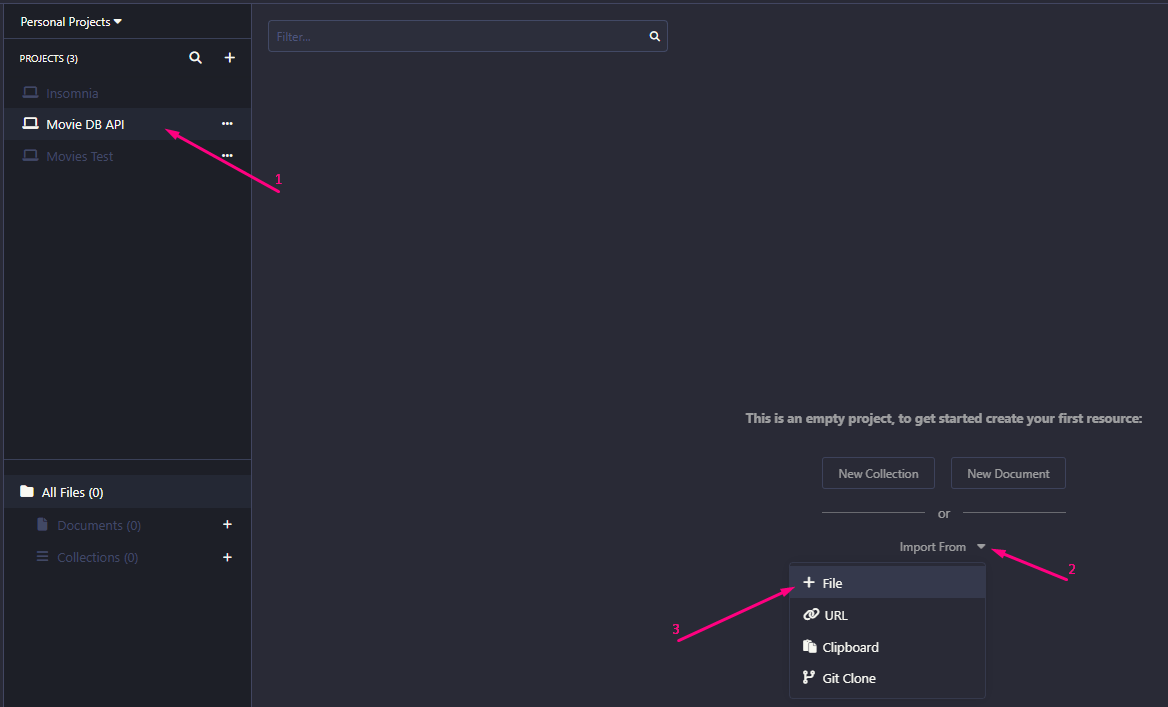 Personal Projects
Filter...
PROJECTS (3)
Insomnia
Movie DB API
Movies Test
1
This is an empty project, to get started create your first resource:
New Collection
New Document
or
Import From
2
File
URL
Clipboard
Git Clone
3
All Files (0)
Documents (0)
Collections (0)